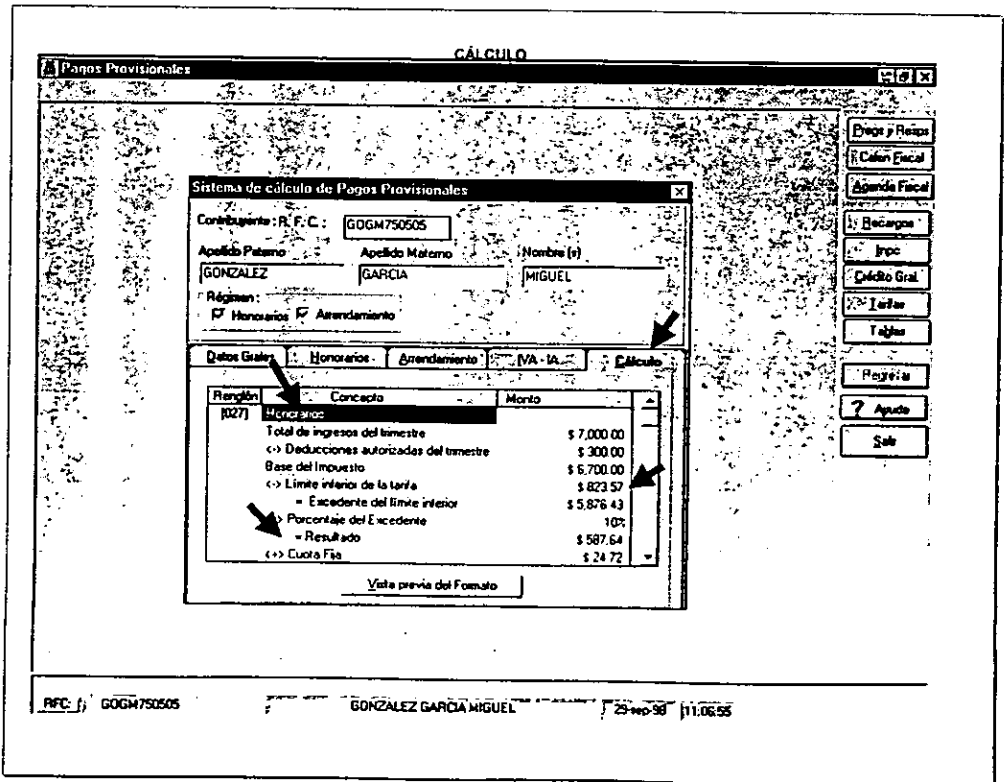 CÁLCULO
Pagos Provisionales
Pregs y Resps
Calen Fiscal
Agenda Fiscal
Recargos
Inpc
Crédito Gral.
Tarifas
Tablas
Regresar
? Ayuda
Salir
Sistema de cálculo de Pagos Provisionales
Contribuyente: R. F. C.: GOGM750505
Apellido Paterno Apellido Materno Nombre (s)
GONZALEZ GARCIA MIGUEL
Régimen:
Honorarios Arrendamiento
Datos Grales Honorarios Arrendamiento IVA - IA Cálculo
Renglón Concepto Monto
[027] Honorarios
Total de ingresos del trimestre $ 7,000.00
<-> Deducciones autorizadas del trimestre $ 300.00
Base del Impuesto $ 6,700.00
<-> Límite inferior de la tarifa $ 823.57
= Excedente del límite inferior $ 5,876.43
Porcentaje del Excedente 10%
= Resultado $ 587.64
<+> Cuota Fija $ 24.72
Vista previa del Formato
RFC: GOGM750505 GONZALEZ GARCIA MIGUEL 29-sep-98 11:06:55